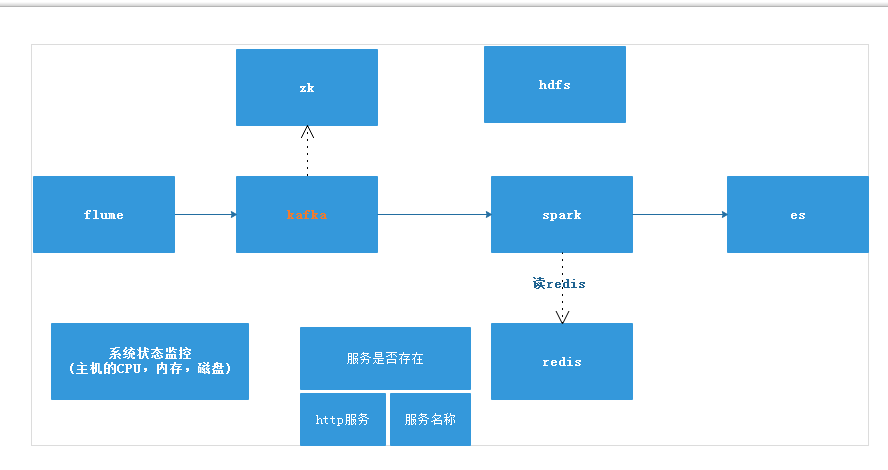 zk
hdfs
flume
kafka
spark
es
读redis
系统状态监控
(主机的CPU，内存，磁盘)
服务是否存在
redis
http服务
服务名称